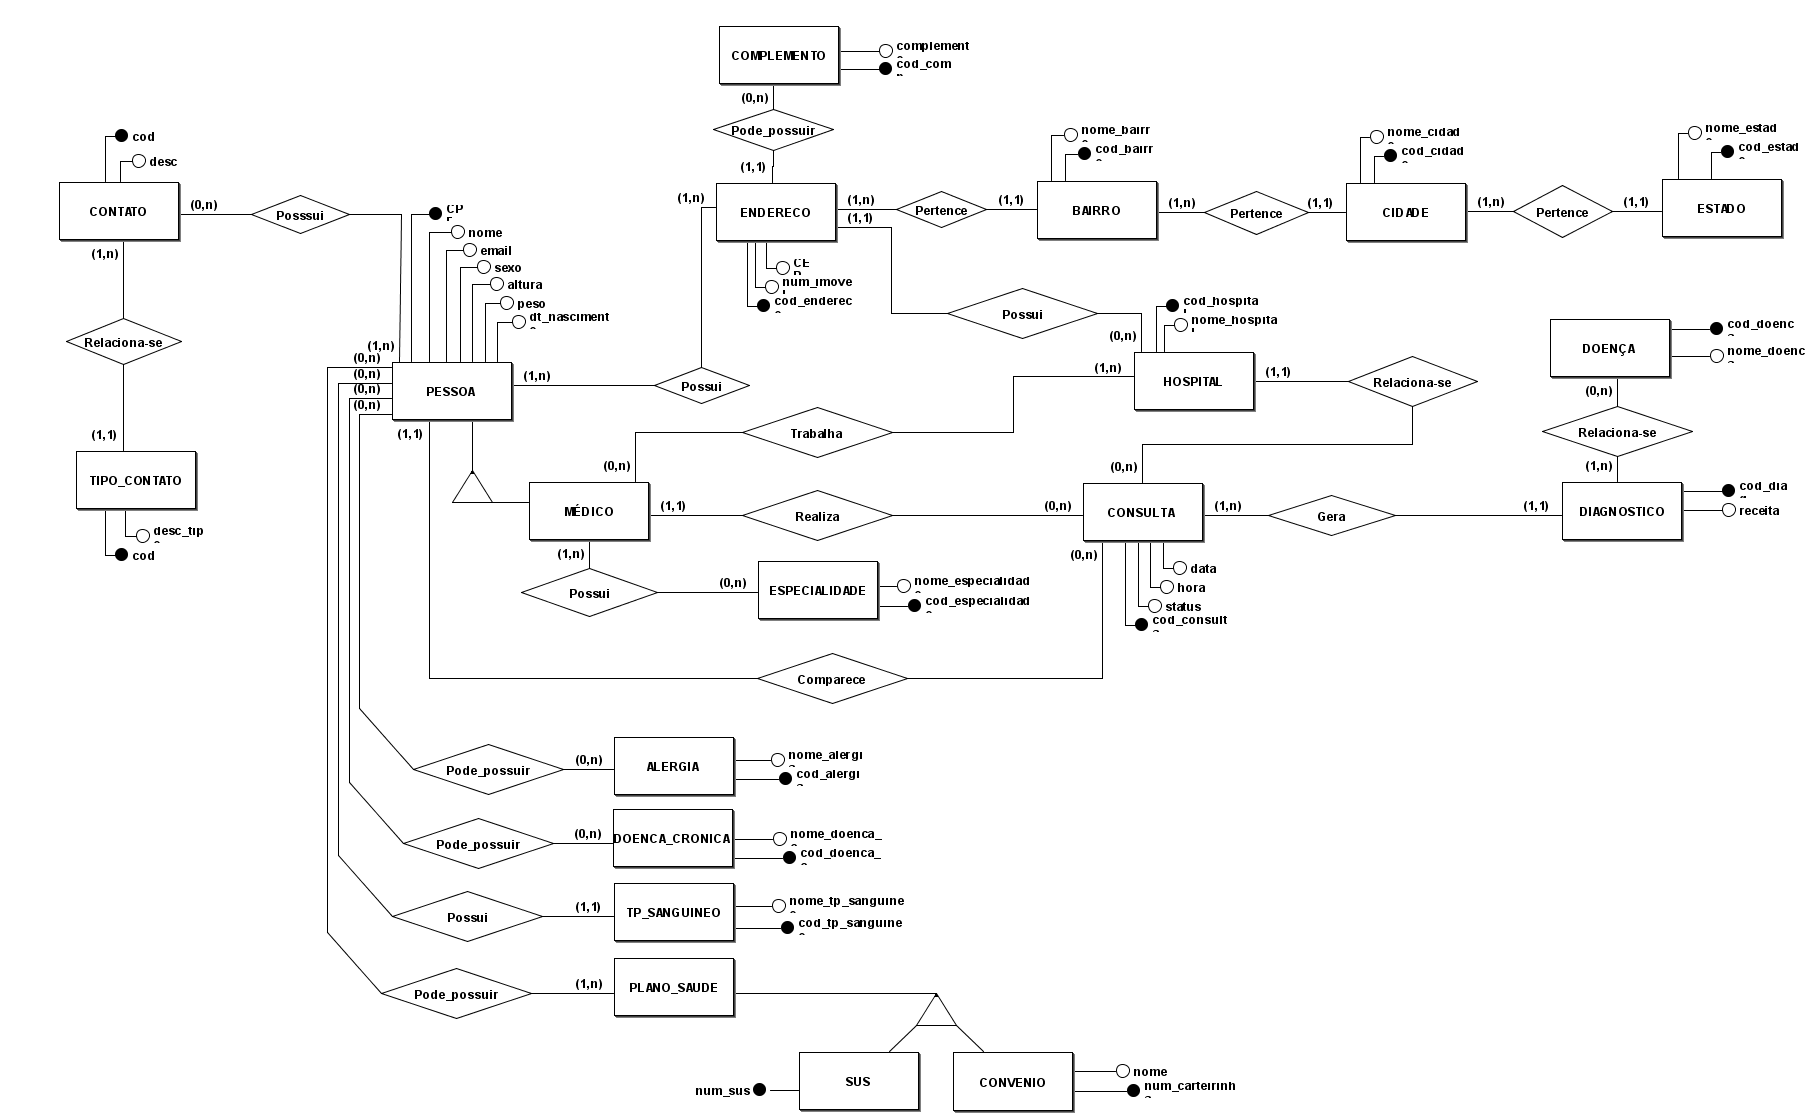 COMPLEMENTO
complement
cod_com
(0,n)
Pode_possuir
(1,1)
cod
desc
CONTATO
(0,n)
Posssui
(1,n)
Relaciona-se
(1,1)
TIPO_CONTATO
desc_tip
cod
CP
nome
email
sexo
altura
peso
dt_nasciment
(1,n)
(0,n)
(0,n)
(0,n)
(0,n)
PESSOA
(1,1)
(1,n)
Possui
(1,n)
ENDERECO
(1,n)
(1,1)
CE
num_imove
cod_enderec
Pertence
(1,1)
nome_bairr
cod_bairr
BAIRRO
(1,n)
Pertence
(1,1)
nome_cidad
cod_cidad
CIDADE
(1,n)
Pertence
(1,1)
nome_estad
cod_estad
ESTADO
Possui
(0,n)
cod_hospita
nome_hospita
HOSPITAL
(1,n)
(1,1)
Relaciona-se
(0,n)
Trabalha
(0,n)
MÉDICO
(1,1)
Realiza
(0,n)
CONSULTA
(1,n)
Gera
(1,1)
DIAGNOSTICO
cod_dia
receita
(1,n)
Relaciona-se
(0,n)
DOENÇA
cod_doenc
nome_doenc
(1,n)
Possui
(0,n)
ESPECIALIDADE
nome_especialidad
cod_especialidad
(0,n)
data
hora
status
cod_consult
Comparece
Pode_possuir
(0,n)
ALERGIA
nome_alergi
cod_alergi
Pode_possuir
(0,n)
DOENCA_CRONICA
nome_doenca_
cod_doenca_
Possui
(1,1)
TP_SANGUINEO
nome_tp_sanguine
cod_tp_sanguine
Pode_possuir
(1,n)
PLANO_SAUDE
num_sus
SUS
CONVENIO
nome
num_carteirinh